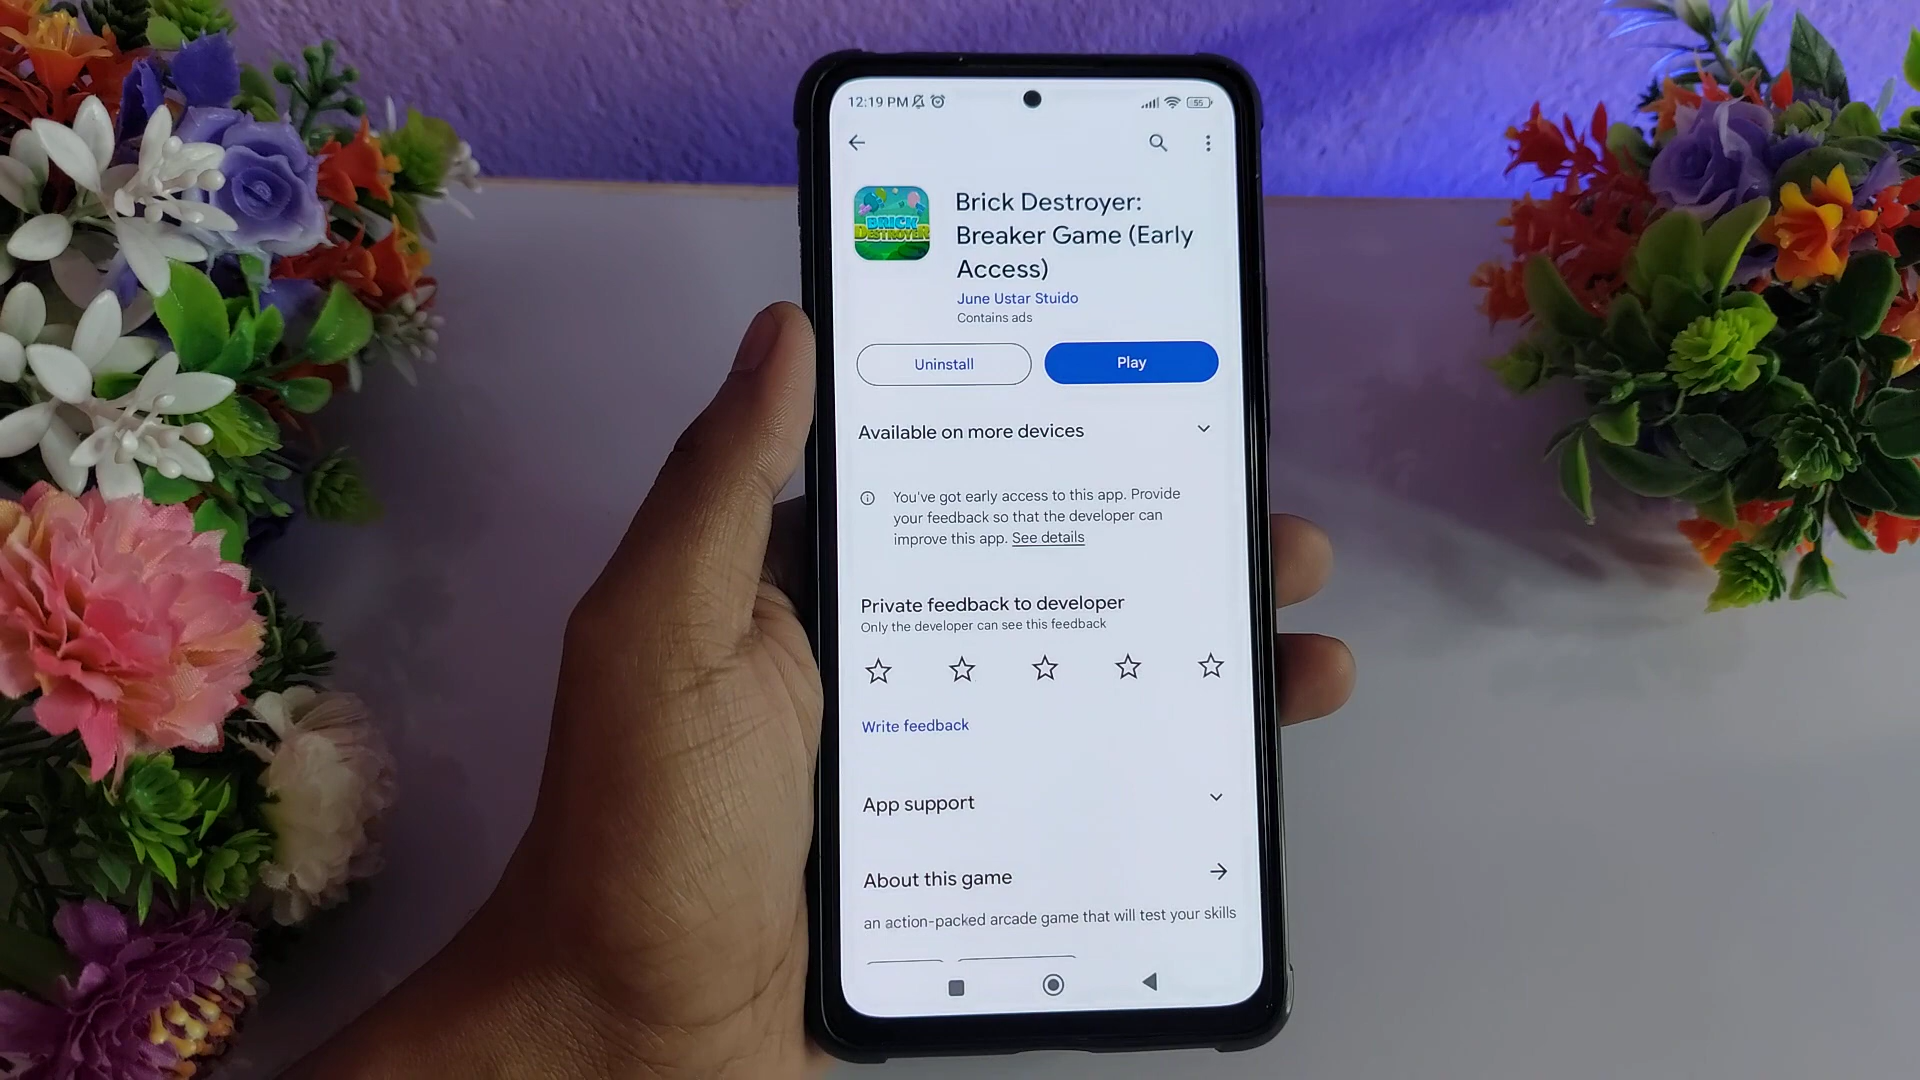 12:19 PM
55
Brick Destroyer:
Breaker Game (Early
Access)
BRICK
DESTROYER
June Ustar Stuido
Contains ads
Uninstall
Play
Available on more devices
You've got early access to this app. Provide
your feedback so that the developer can
improve this app. See details
Private feedback to developer
Only the developer can see this feedback
Write feedback
App support
About this game
an action-packed arcade game that will test your skills